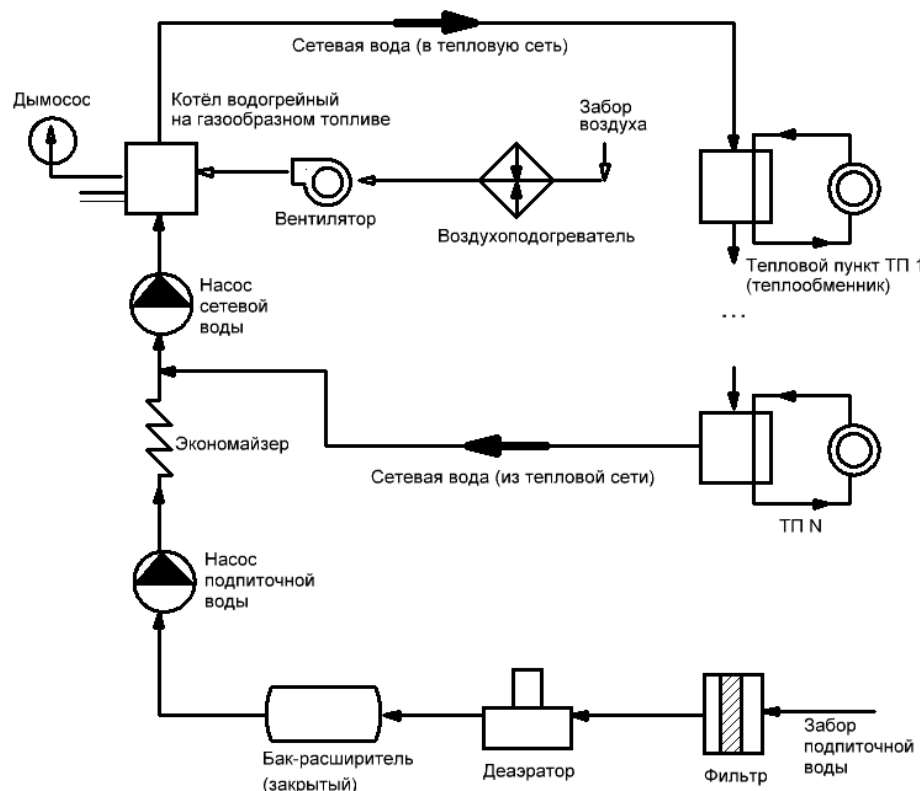 Сетевая вода (в тепловую сеть)
Дымосос
Котёл водогрейный
на газообразном топливе
Забор
воздуха
Вентилятор
Воздухоподогреватель
Тепловой пункт ТП 1
(теплообменник)
...
Насос
сетевой
воды
Экономайзер
Сетевая вода (из тепловой сети)
ТП N
Насос
подпиточной
воды
Бак-расширитель
(закрытый)
Деаэратор
Фильтр
Забор
подпиточной
воды